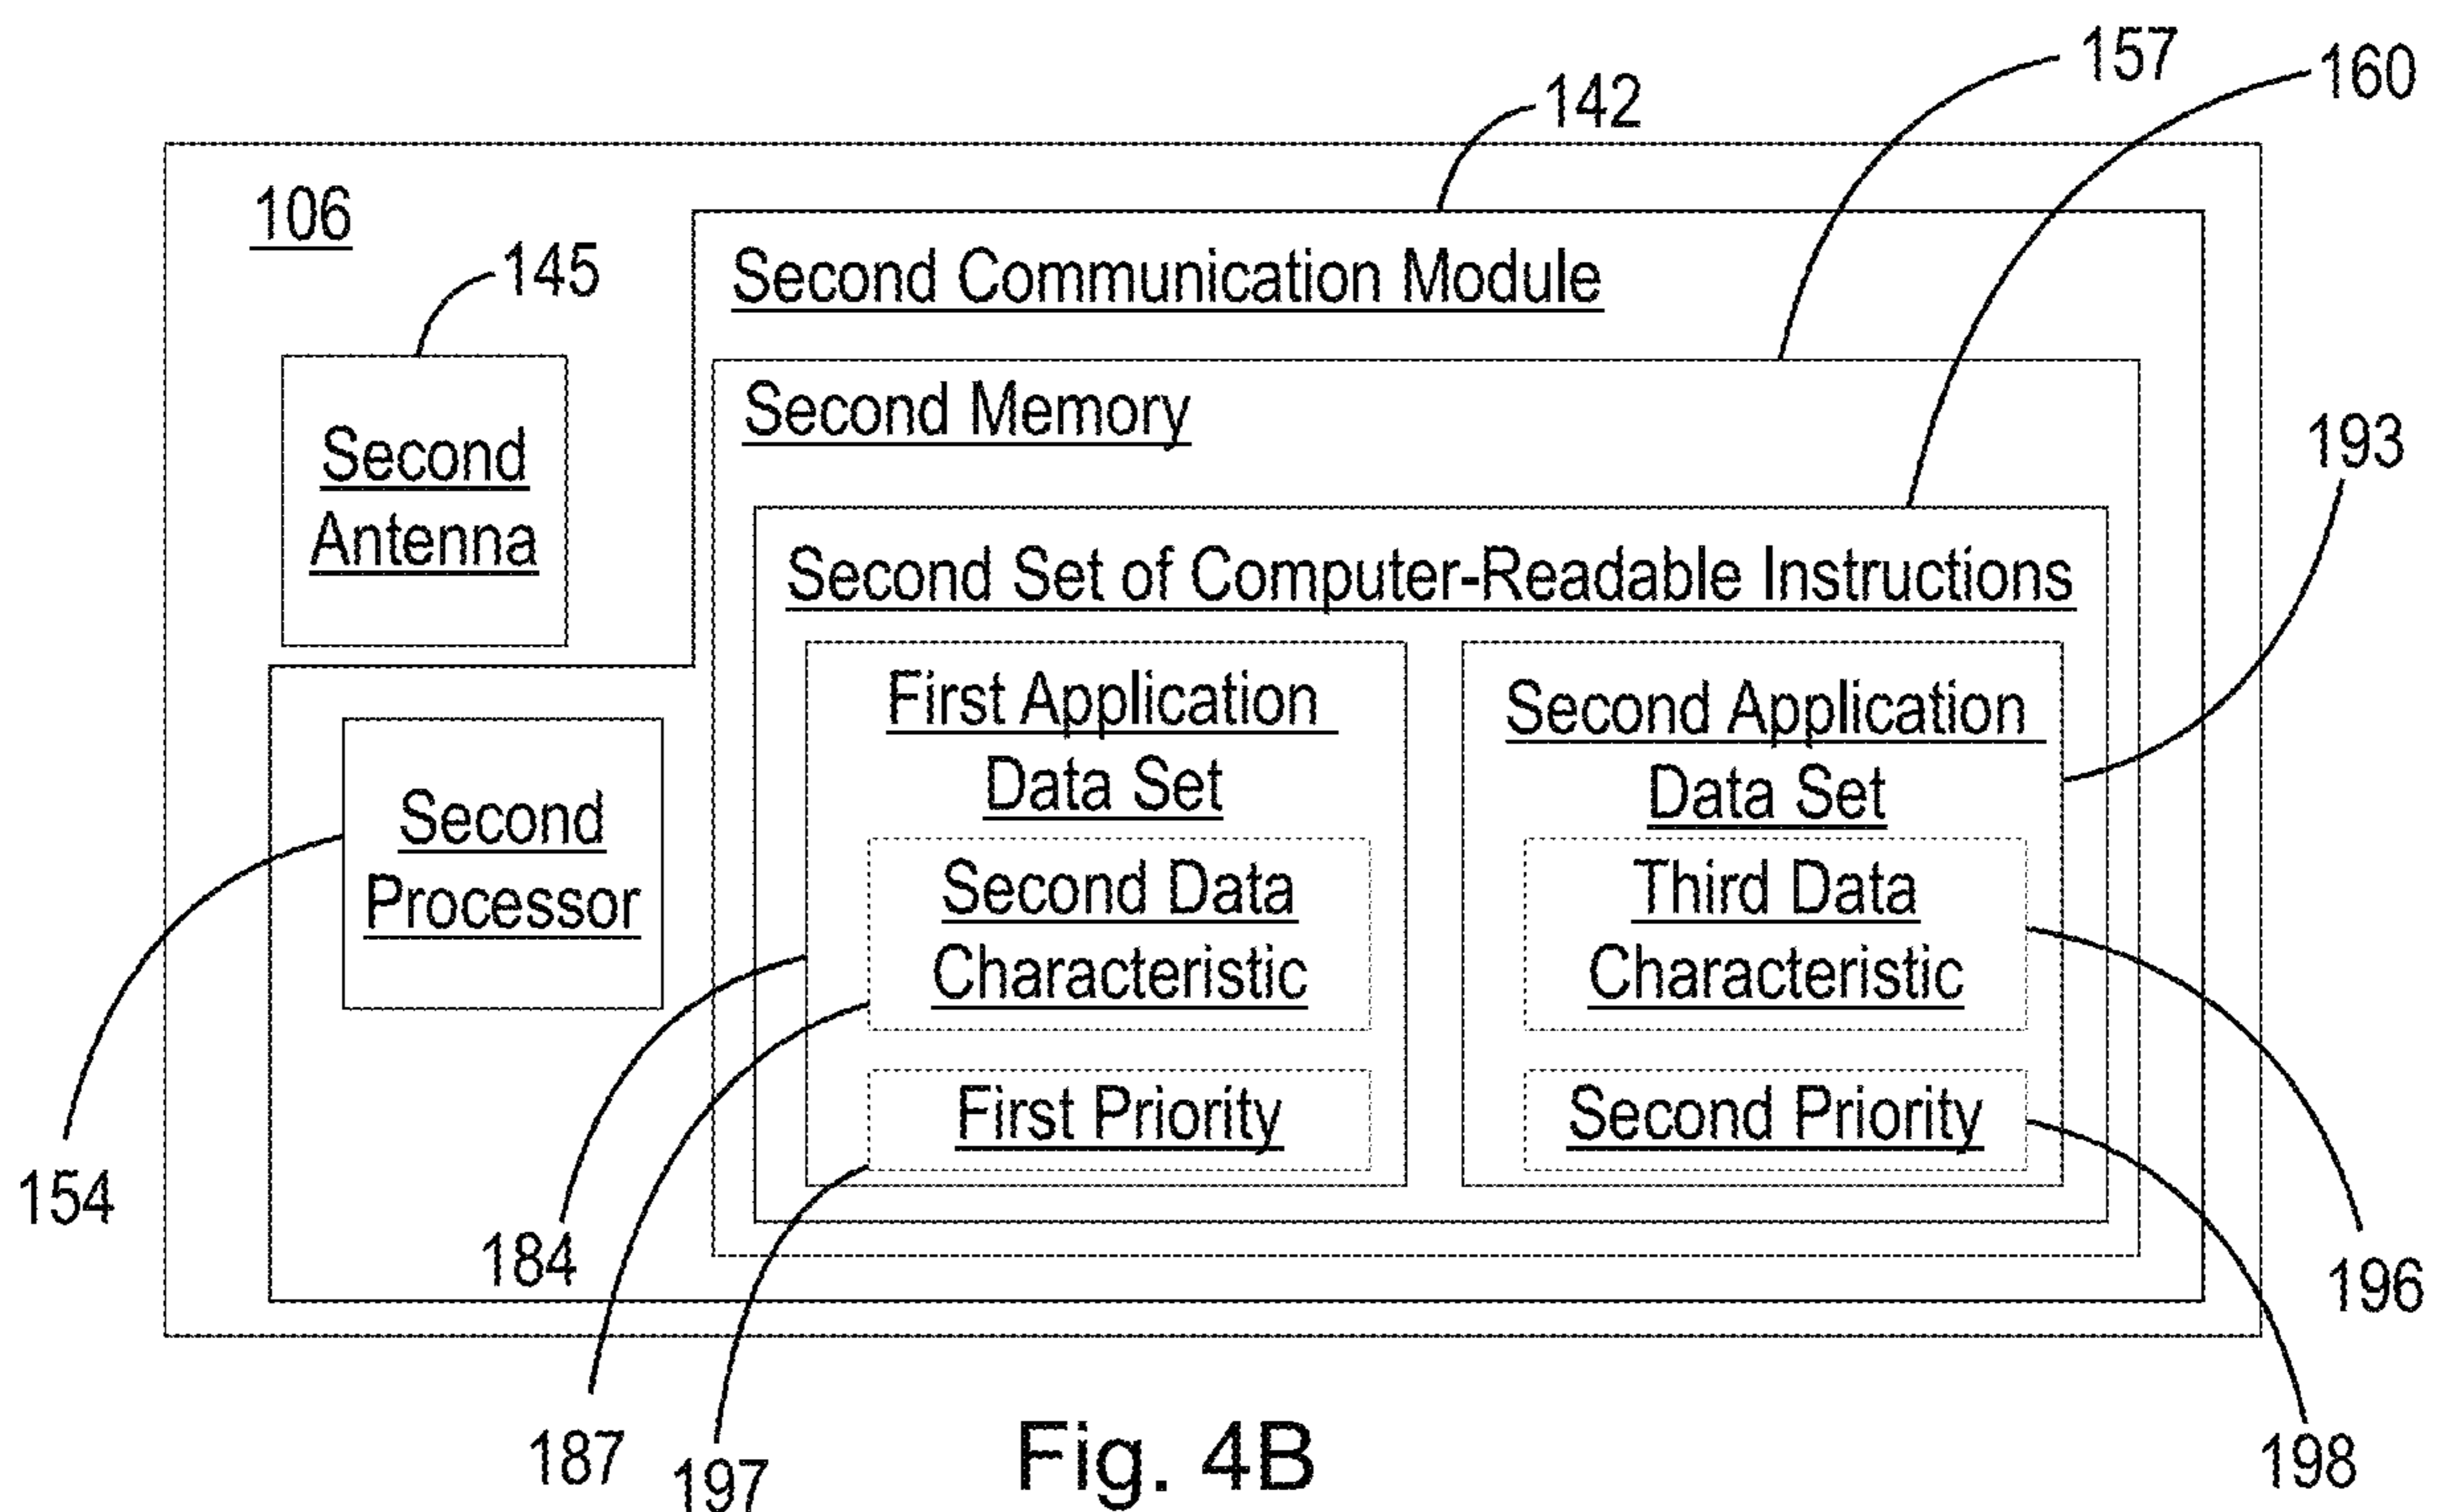 157
160
142
106
145
Second Communication Module
Second Memory
193
Second
Antenna
Second Set of Computer-Readable Instructions
First Application
Data Set
Second Application
Data Set
Second
Processor
Second Data
Characteristic
Third Data
Characteristic
First Priority
Second Priority
154
184
196
187
197
198
Fig. 4B